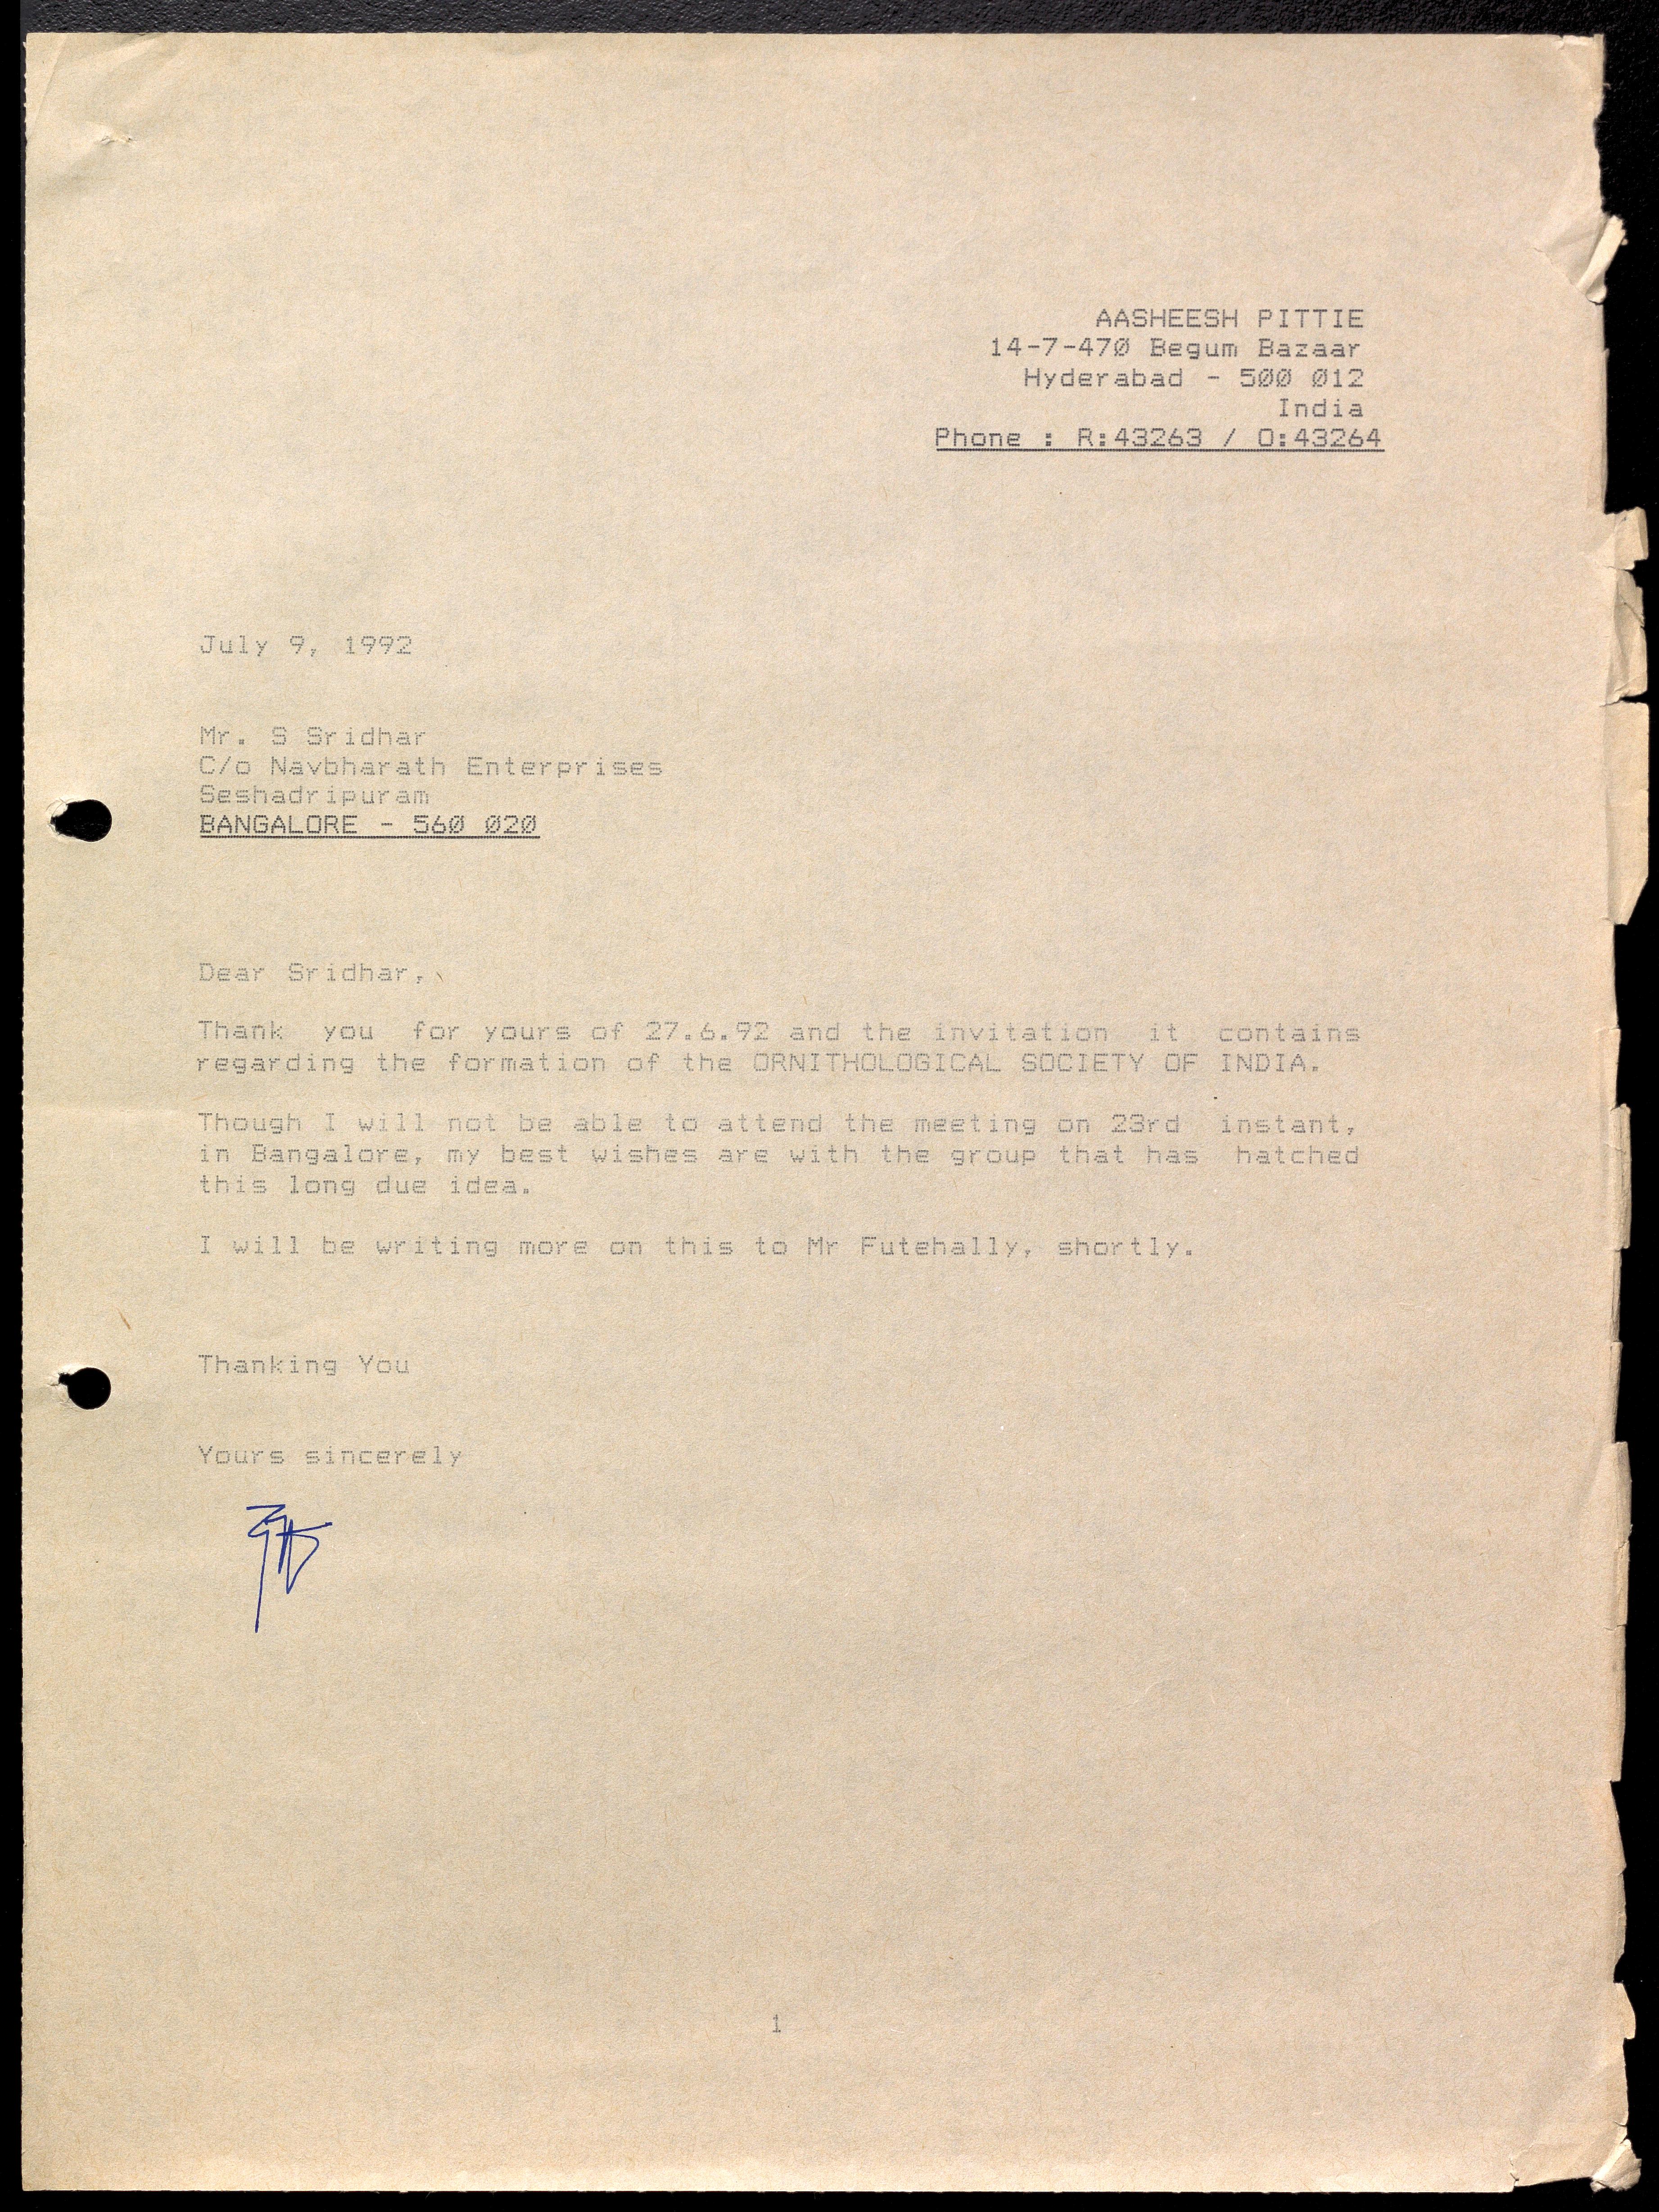 AASHEESH PITTIE
14-7-470 Begum Bazaar
Hyderabad - 500 012
India
Phone : R:43263 / O:43264
July 9, 1992
Mr. S Sridhar
C/o Navbharath Enterprises
Seshadripuram
BANGALORE - 560 020
Dear Sridhar,
Thank you for yours of 27.6.92 and the invitation it contains
regarding the formation of the ORNITHOLOGICAL SOCIETY OF INDIA.
Though I will not be able to attend the meeting on 23rd instant,
in Bangalore, my best wishes are with the group that has hatched
this long due idea.
I will be writing more on this to Mr Futehally, shortly.
Thanking You
Yours sincerely
1